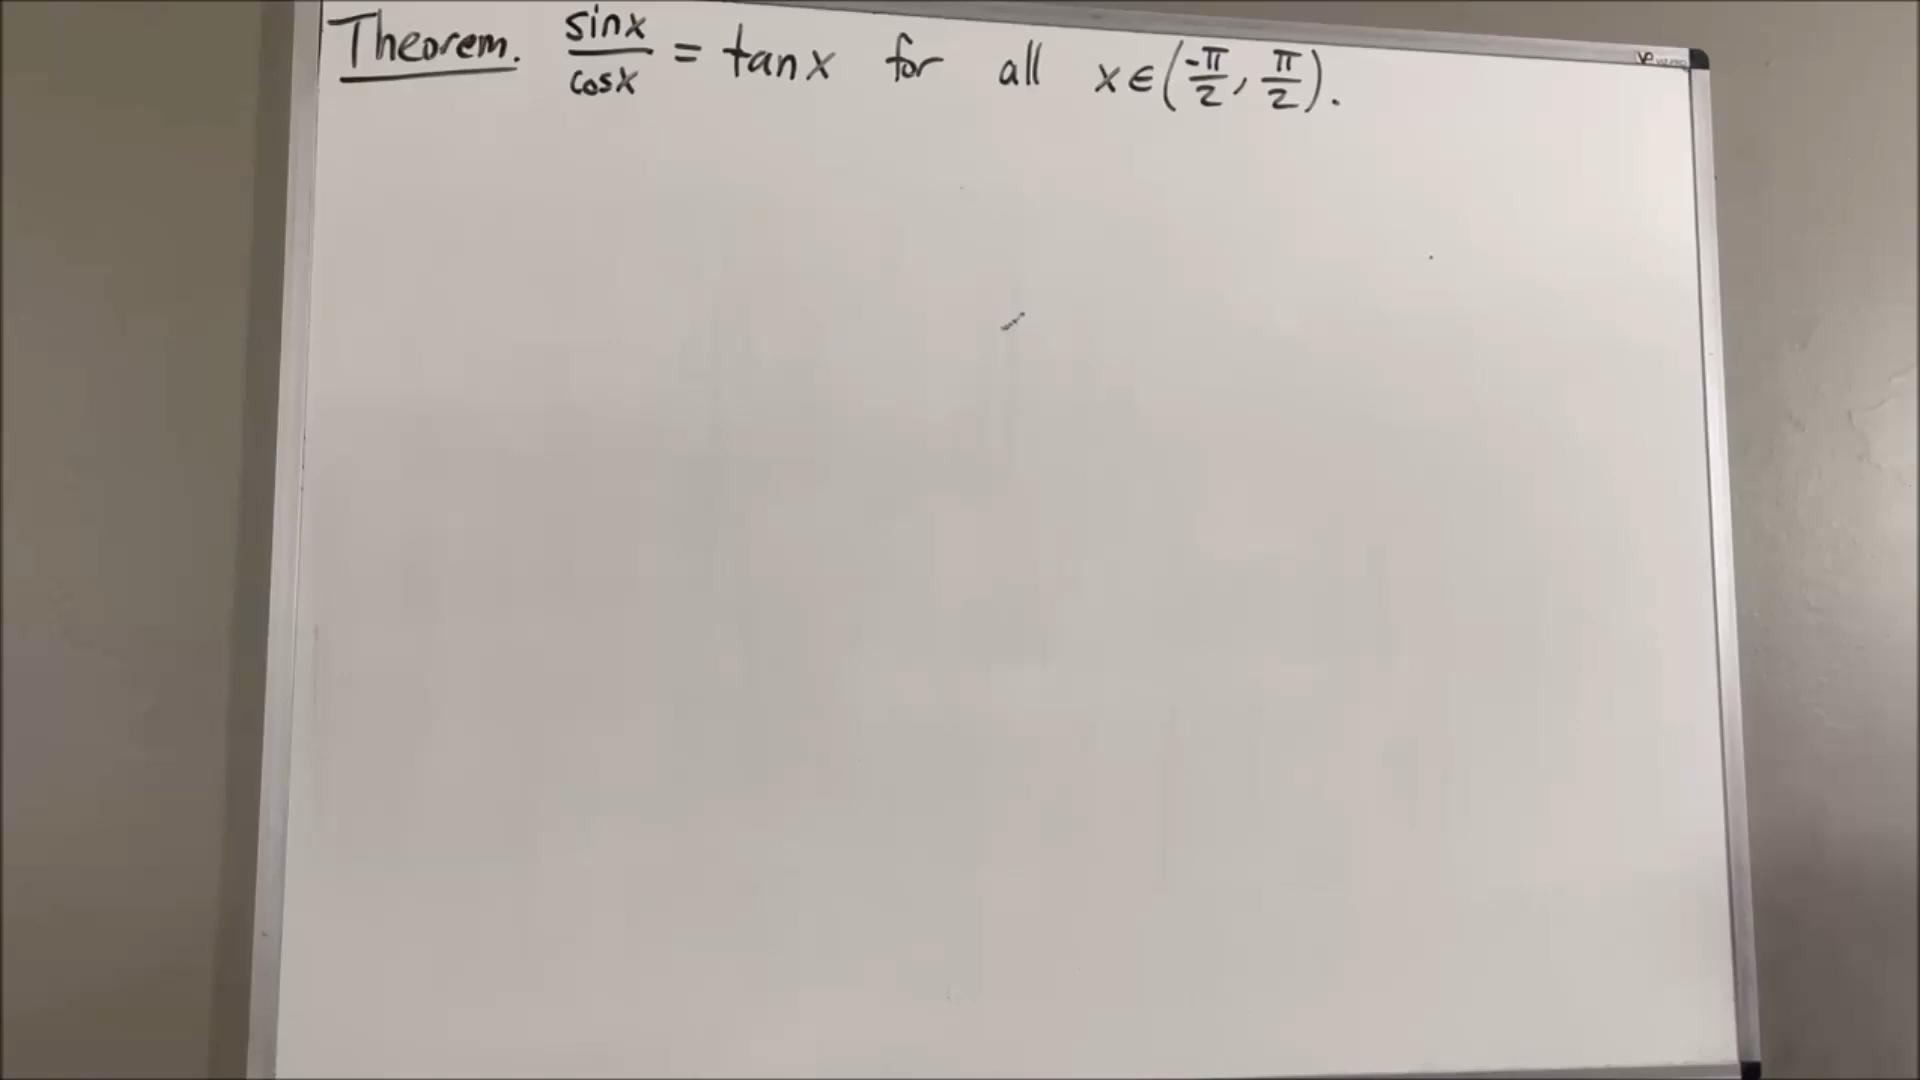 Theorem. sinx/cosx = tanx for all x∈(-π/2, π/2).